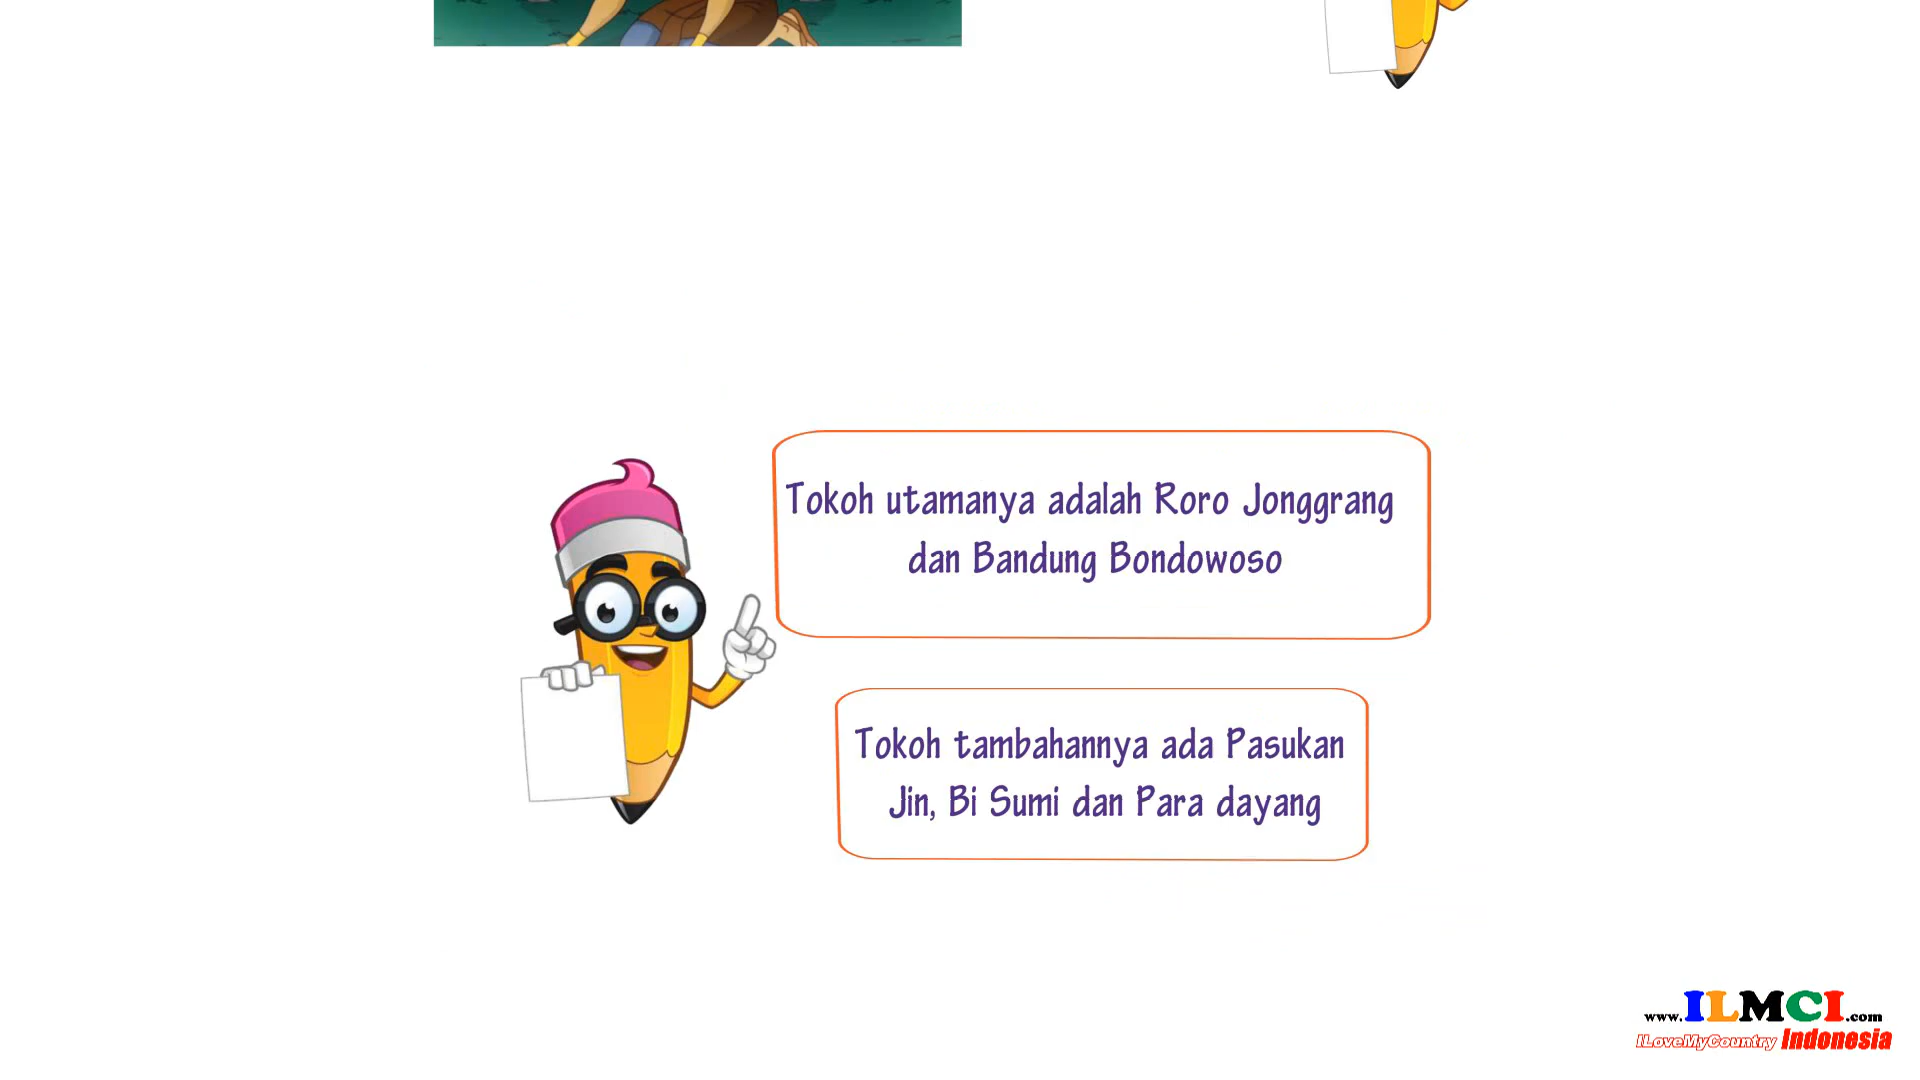 Tokoh utamanya adalah Roro Jonggrang
dan Bandung Bondowoso
Tokoh tambahannya ada Pasukan
Jin, Bi Sumi dan Para dayang
www.ILMCI.com
ILoveMyCountry Indonesia